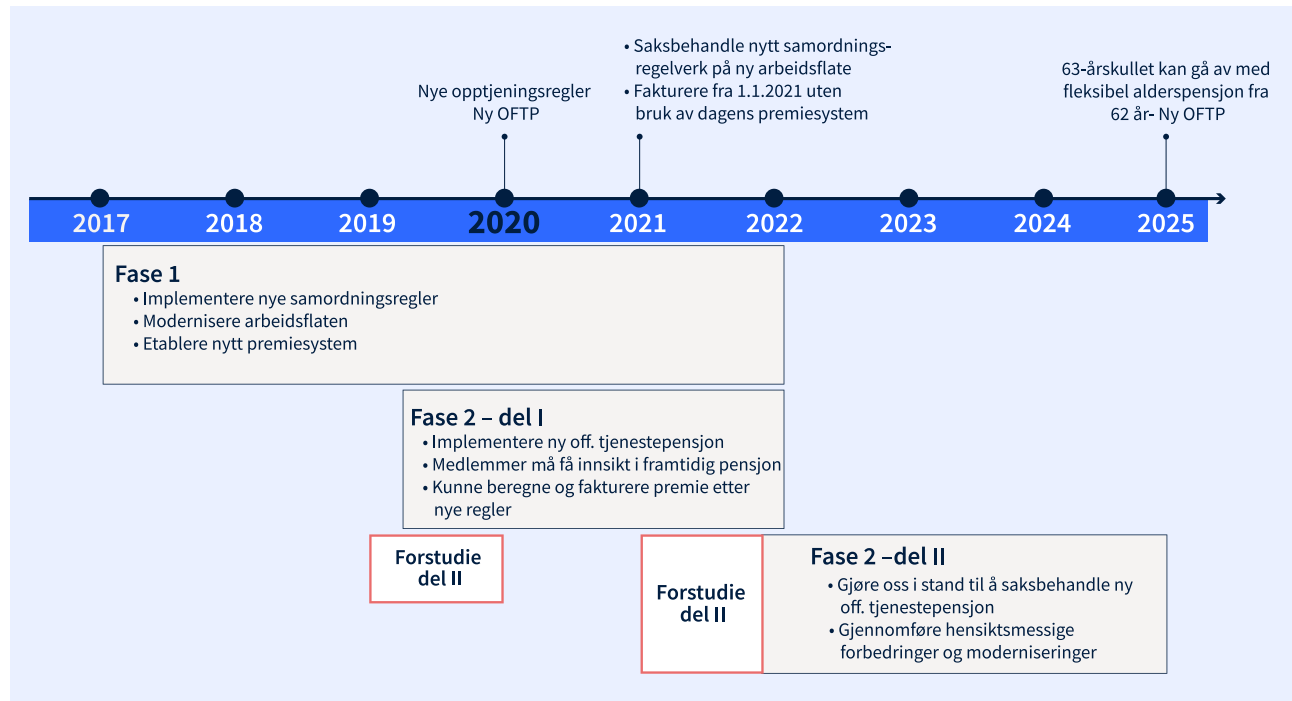 Nye opptjeningsregler
Ny OFTP
• Saksbehandle nytt samordnings-
regelverk på ny arbeidsflate
• Fakturere fra 1.1.2021 uten
bruk av dagens premiesystem
63-årskullet kan gå av med
fleksibel alderspensjon fra
62 år- Ny OFTP
2017 2018 2019 2020 2021 2022 2023 2024 2025
Fase 1
• Implementere nye samordningsregler
• Modernisere arbeidsflaten
• Etablere nytt premiesystem
Fase 2 – del I
• Implementere ny off. tjenestepensjon
• Medlemmer må få innsikt i framtidig pensjon
• Kunne beregne og fakturere premie etter
nye regler
Forstudie
del II
Forstudie
del II
Fase 2 –del II
• Gjøre oss i stand til å saksbehandle ny
off. tjenestepensjon
• Gjennomføre hensiktsmessige
forbedringer og moderniseringer